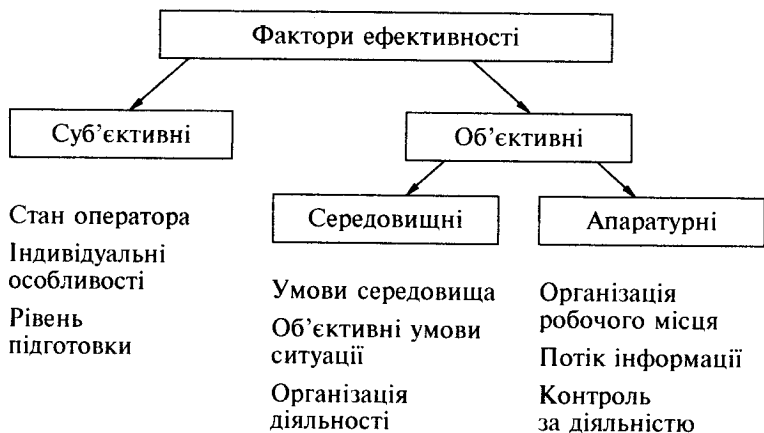 Фактори ефективності
Суб’єктивні
Об’єктивні
Стан оператора
Індивідуальні
особливості
Рівень
підготовки
Середовищні
Апаратурні
Умови середовища
Об’єктивні умови
ситуації
Організація
діяльності
Організація
робочого місця
Потік інформації
Контроль
за діяльністю